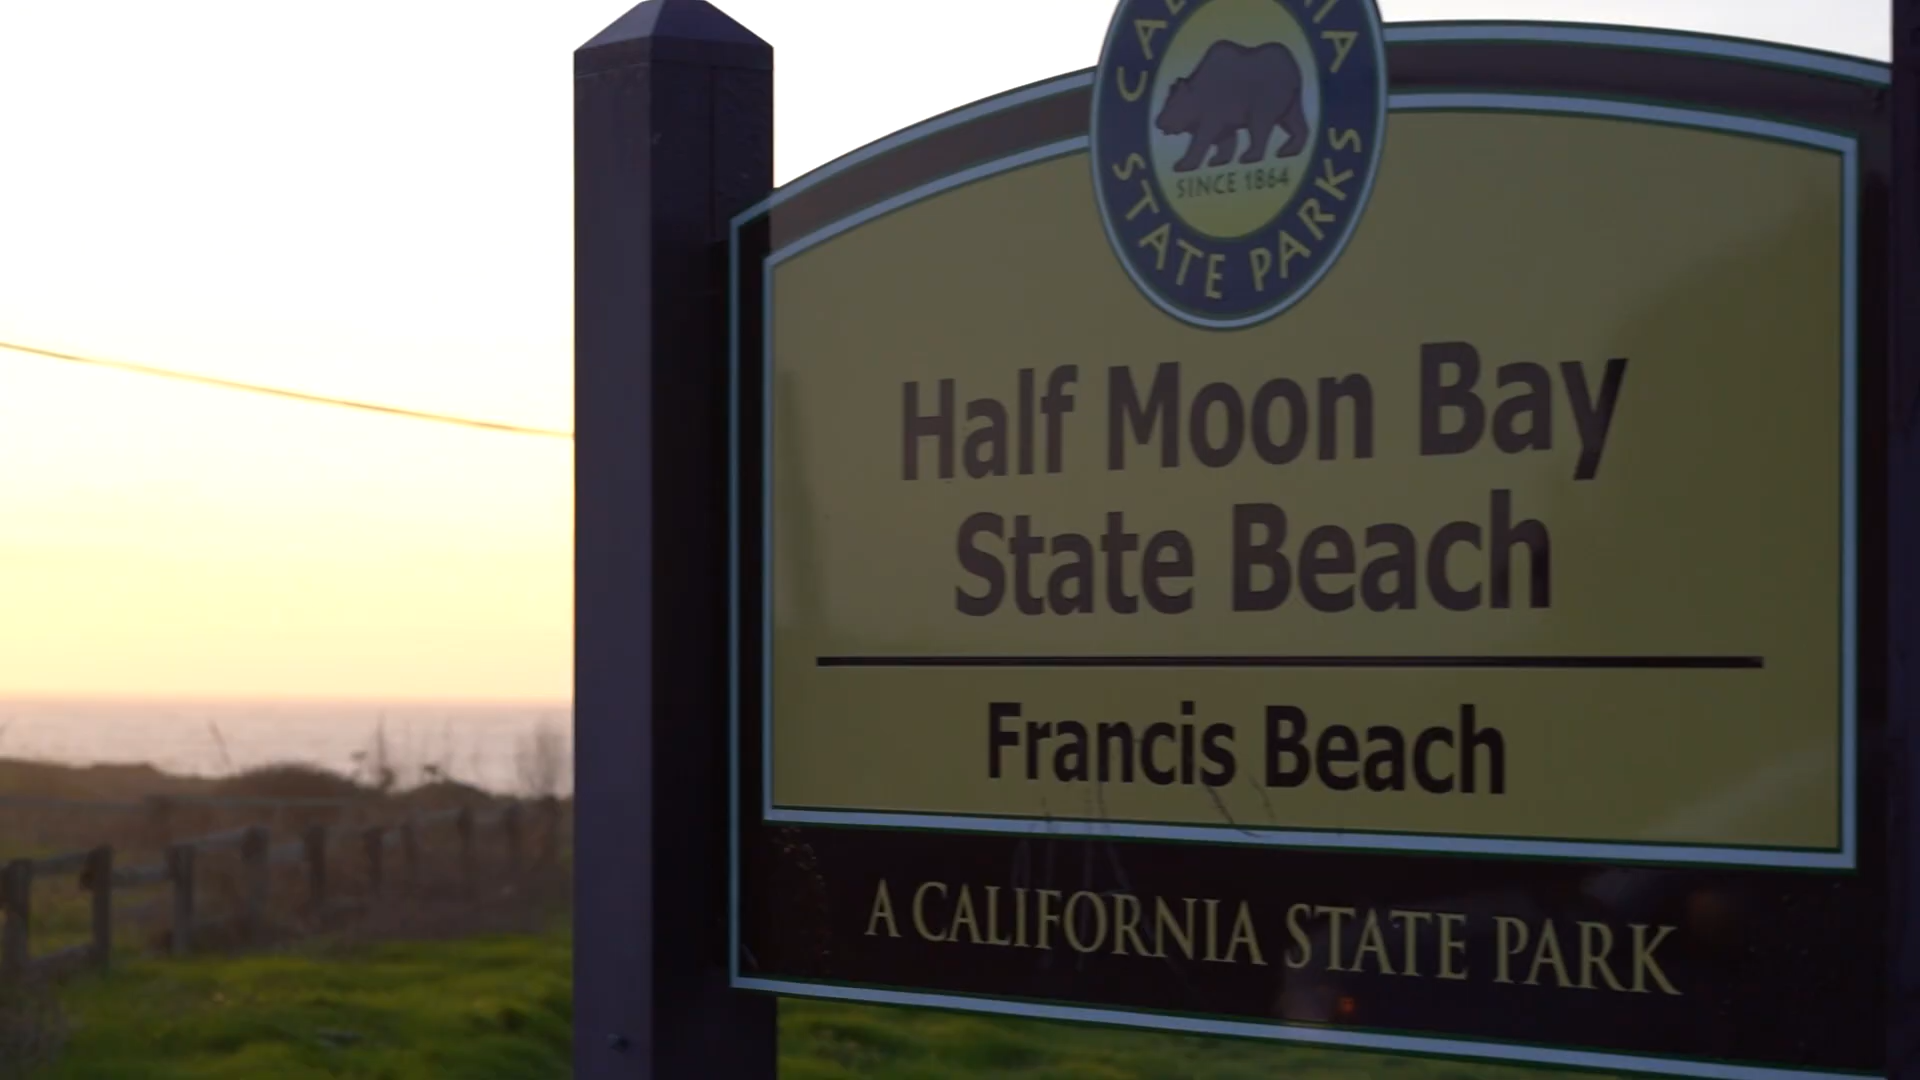 STATE PARKS
SINCE 1864
Half Moon Bay
State Beach
Francis Beach
A CALIFORNIA STATE PARK